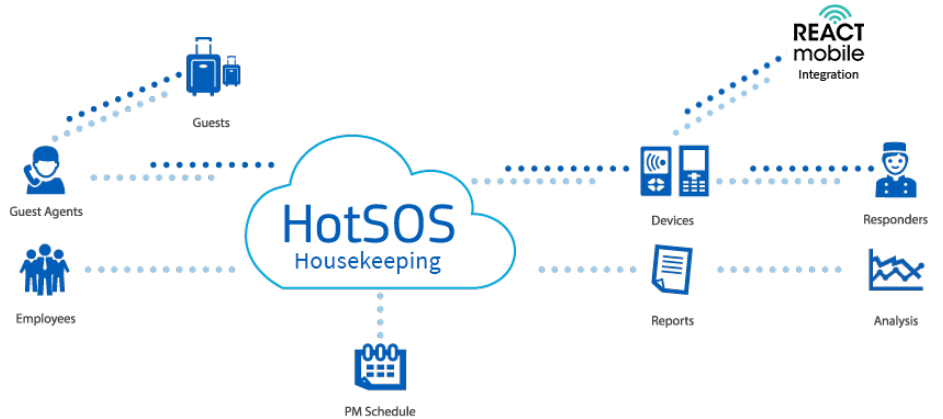 REACT
mobile
Integration
Guests
Guest Agents
HotSOS
Housekeeping
Devices
Responders
Employees
Reports
Analysis
PM Schedule